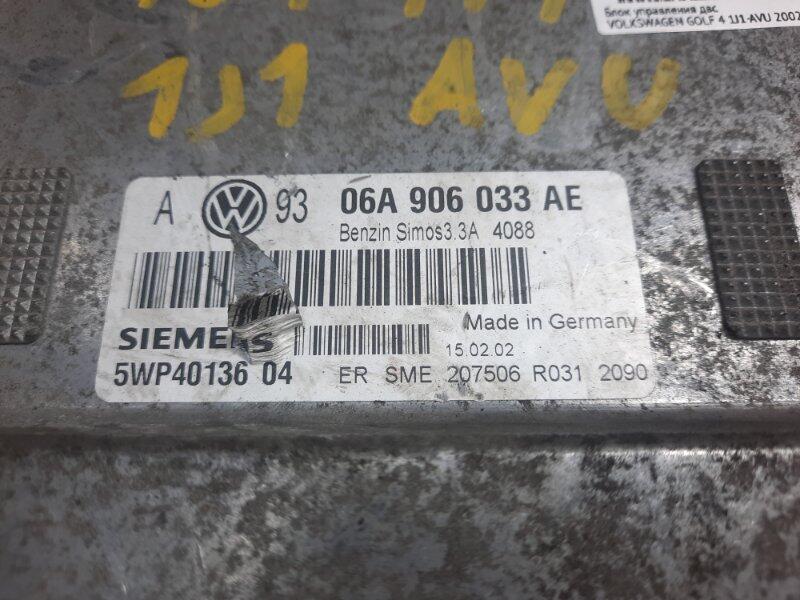 Блок управления двс
VOLKSWAGEN GOLF 4 1J1 AVU 2002
1J1 AVU
A VW 93 06A 906 033 AE
Benzin Simos3.3A 4088
SIEMENS
Made in Germany
15.02.02
5WP40136 04 ER SME 207506 R031 2090